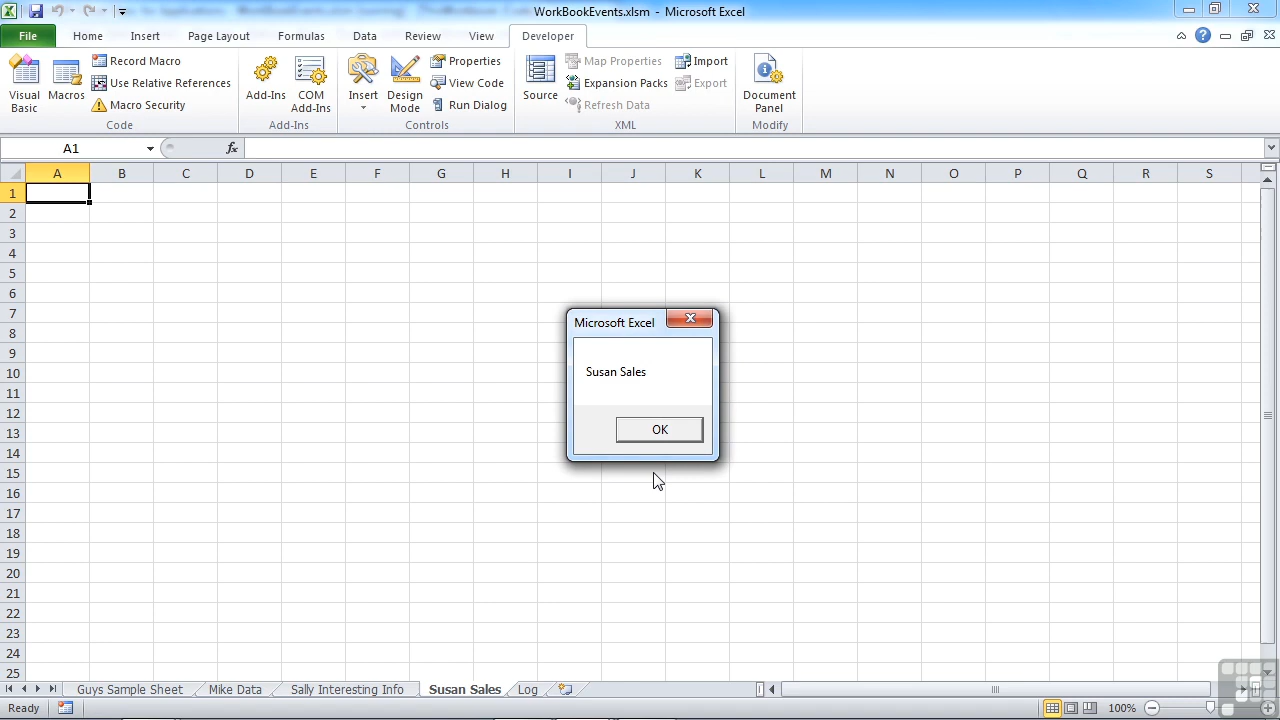 WorkBookEvents.xlsm - Microsoft Excel
File Home Insert Page Layout Formulas Data Review View Developer
Visual Basic
Macros
Record Macro
Use Relative References
Macro Security
Code
Add-Ins
COM Add-Ins
Add-Ins
Insert
Design Mode
Properties
View Code
Run Dialog
Controls
Source
Map Properties
Expansion Packs
Refresh Data
Import
Export
XML
Document Panel
Modify
A1 fx
A B C D E F G H I J K L M N O P Q R S
1
2
3
4
5
6
7
8
9
10
11
12
13
14
15
16
17
18
19
20
21
22
23
24
25
Microsoft Excel
Susan Sales
OK
Guys Sample Sheet Mike Data Sally Interesting Info Susan Sales Log
Ready 100%